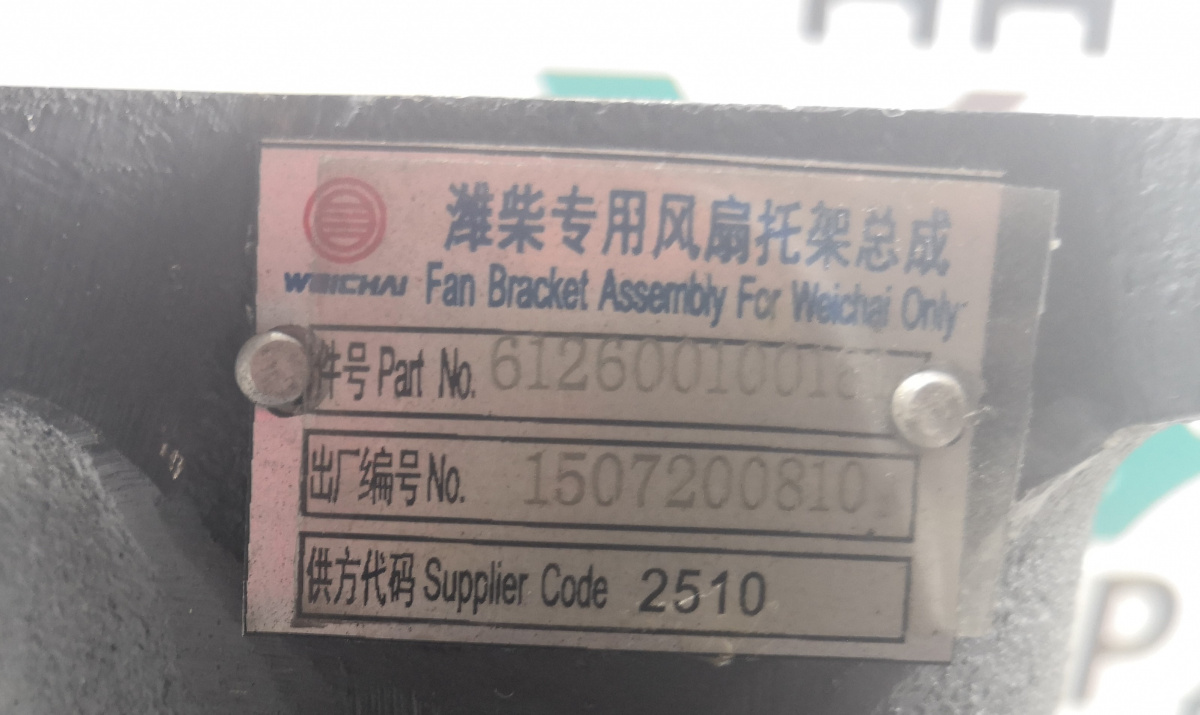 潍柴专用风扇托架总成
WEICHAI Fan Bracket Assembly For Weichai Only
件号 Part No.
出厂编号 No. 1507200810
供方代码 Supplier Code 2510
P